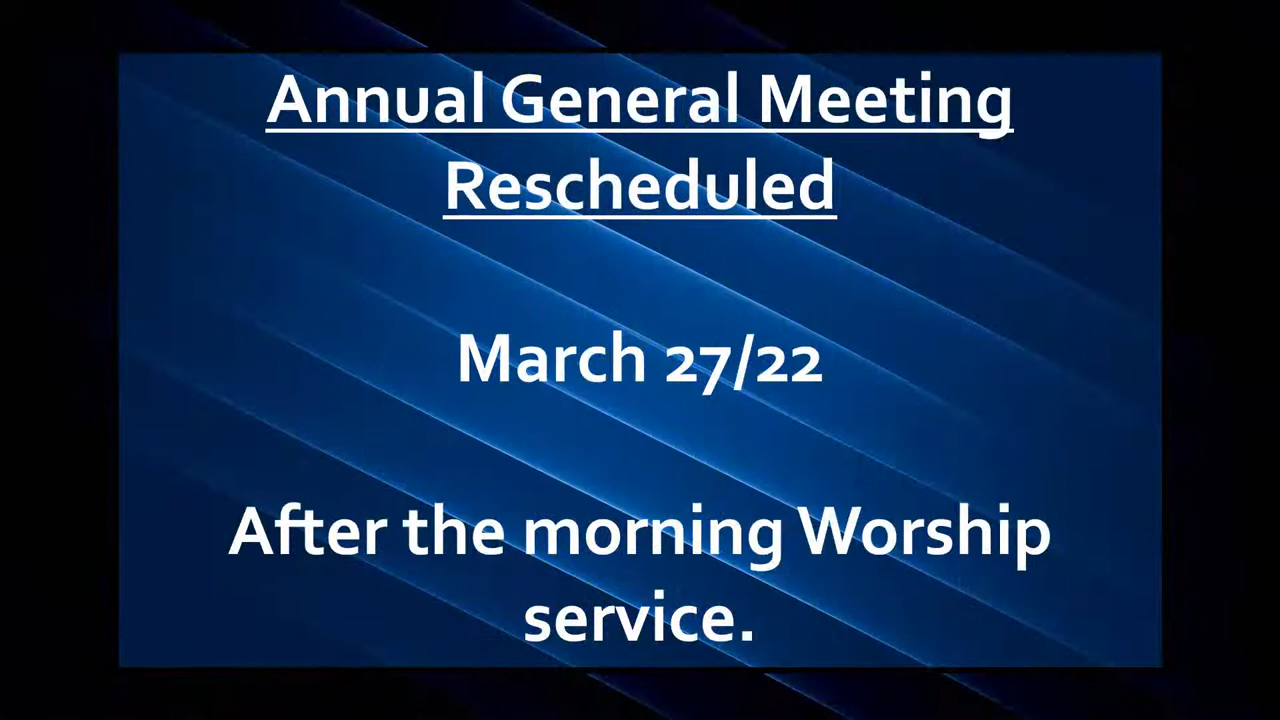 Annual General Meeting
Rescheduled
March 27/22
After the morning Worship
service.